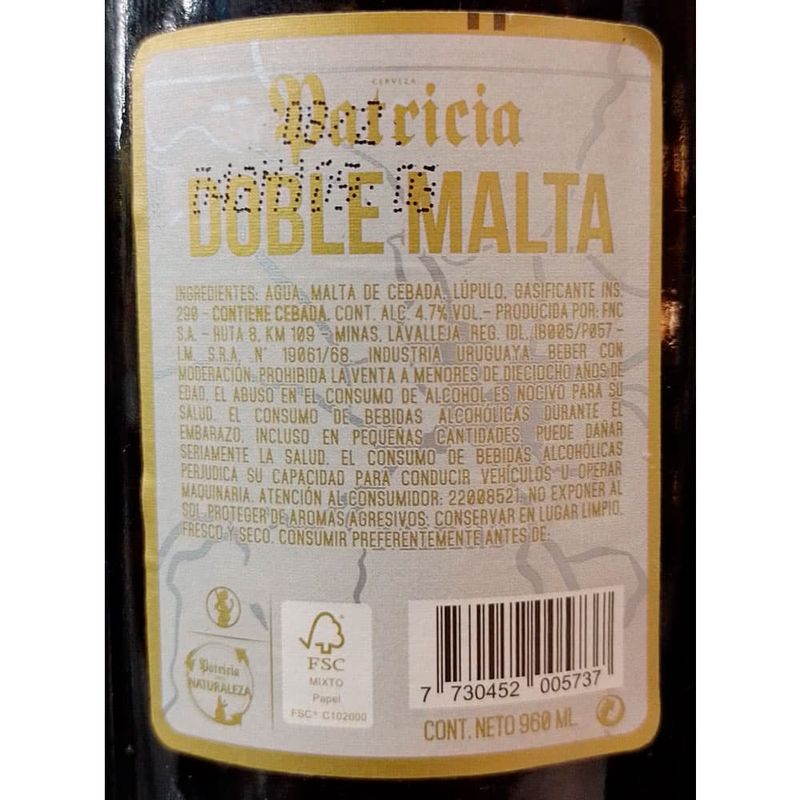 CERVEZA
Patricia
DOBLE MALTA
INGREDIENTES: AGUA, MALTA DE CEBADA, LÚPULO, GASIFICANTE INS.
290 - CONTIENE CEBADA. CONT. ALC. 4.7% VOL. - PRODUCIDA POR: FNC
S.A. - RUTA 8, KM 109 - MINAS, LAVALLEJA. REG. IDL. IB005/P057 -
I.M. S.R.A. N° 19061/68. INDUSTRIA URUGUAYA. BEBER CON
MODERACIÓN. PROHIBIDA LA VENTA A MENORES DE DIECIOCHO AÑOS DE
EDAD. EL ABUSO EN EL CONSUMO DE ALCOHOL ES NOCIVO PARA SU
SALUD. EL CONSUMO DE BEBIDAS ALCOHÓLICAS DURANTE EL
EMBARAZO, INCLUSO EN PEQUEÑAS CANTIDADES, PUEDE DAÑAR
SERIAMENTE LA SALUD. EL CONSUMO DE BEBIDAS ALCOHÓLICAS
PERJUDICA SU CAPACIDAD PARA CONDUCIR VEHÍCULOS U OPERAR
MAQUINARIA. ATENCIÓN AL CONSUMIDOR: 22008521. NO EXPONER AL
SOL. PROTEGER DE AROMAS AGRESIVOS. CONSERVAR EN LUGAR LIMPIO,
FRESCO Y SECO. CONSUMIR PREFERENTEMENTE ANTES DE:
Patricia
NATURALEZA
FSC
MIXTO
Papel
FSC® C102000
7 730452 005737
CONT. NETO 960 ML.